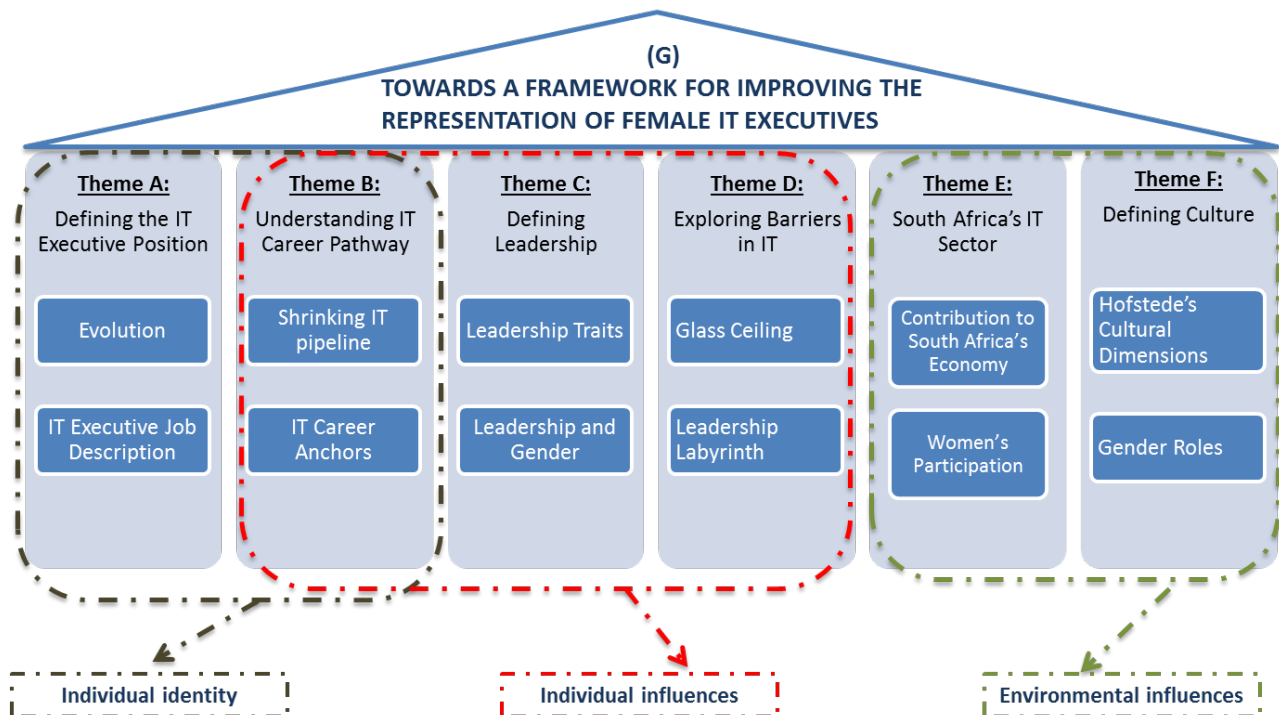 (G)
TOWARDS A FRAMEWORK FOR IMPROVING THE
REPRESENTATION OF FEMALE IT EXECUTIVES
Theme A:
Defining the IT
Executive Position
Evolution
IT Executive Job
Description
Theme B:
Understanding IT
Career Pathway
Shrinking IT
pipeline
IT Career
Anchors
Theme C:
Defining
Leadership
Leadership Traits
Leadership and
Gender
Theme D:
Exploring Barriers
in IT
Glass Ceiling
Leadership
Labyrinth
Theme E:
South Africa's IT
Sector
Contribution to
South Africa's
Economy
Women's
Participation
Theme F:
Defining Culture
Hofstede's
Cultural
Dimensions
Gender Roles
Individual identity
Individual influences
Environmental influences